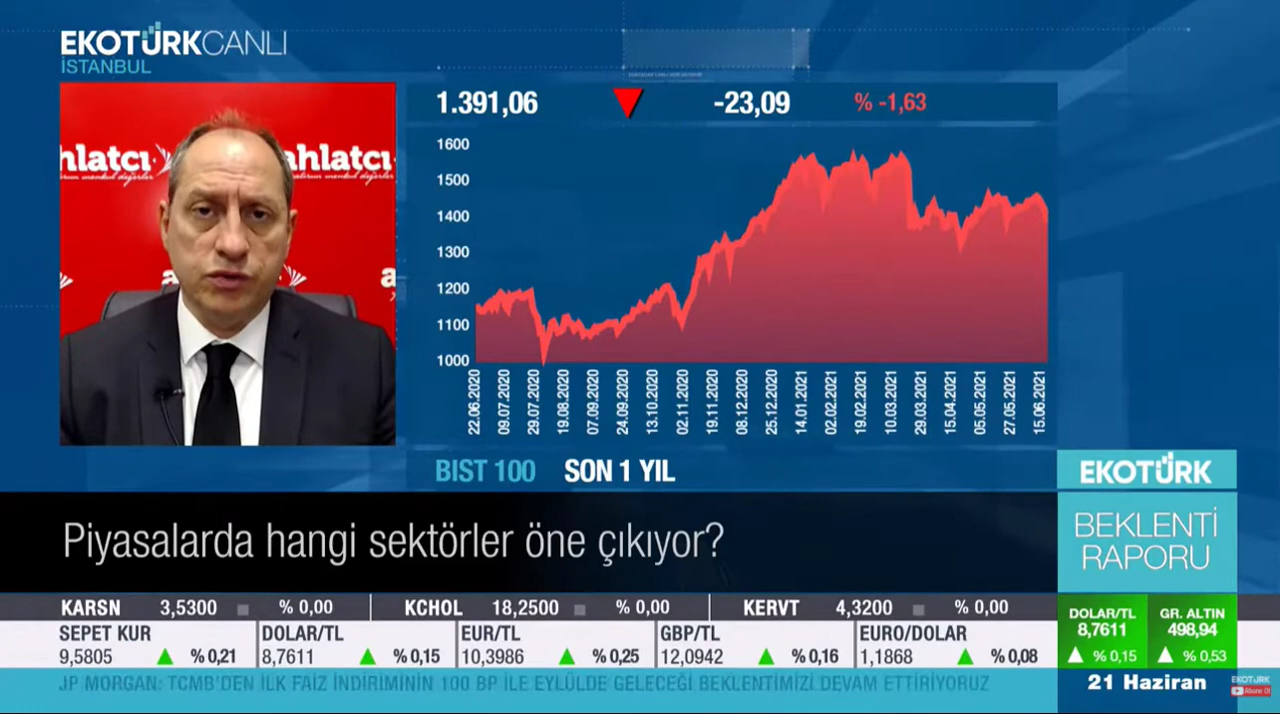 EKOTÜRKCANLI
İSTANBUL
ahlatcı
ahlatcı
yatırım menkul değerler
1.391,06 -23,09 % -1,63
1600
1500
1400
1300
1200
1100
1000
22.06.2020 09.07.2020 29.07.2020 19.08.2020 07.09.2020 24.09.2020 13.10.2020 02.11.2020 19.11.2020 08.12.2020 25.12.2020 14.01.2021 02.02.2021 19.02.2021 10.03.2021 29.03.2021 15.04.2021 05.05.2021 27.05.2021 15.06.2021
BIST 100 SON 1 YIL
EKOTÜRK
BEKLENTİ
RAPORU
Piyasalarda hangi sektörler öne çıkıyor?
KARSN 3,5300 % 0,00 KCHOL 18,2500 % 0,00 KERVT 4,3200 % 0,00
SEPET KUR DOLAR/TL EUR/TL GBP/TL EURO/DOLAR
9,5805 % 0,21 8,7611 % 0,15 10,3986 % 0,25 12,0942 % 0,16 1,1868 % 0,08
DOLAR/TL GR. ALTIN
8,7611 498,94
% 0,15 % 0,53
JP MORGAN: TCMB'DEN İLK FAİZ İNDİRİMİNİN 100 BP İLE EYLÜLDE GELECEĞİ BEKLENTİMİZİ DEVAM ETTİRİYORUZ
21 Haziran
EKOTÜRK
Abone Ol